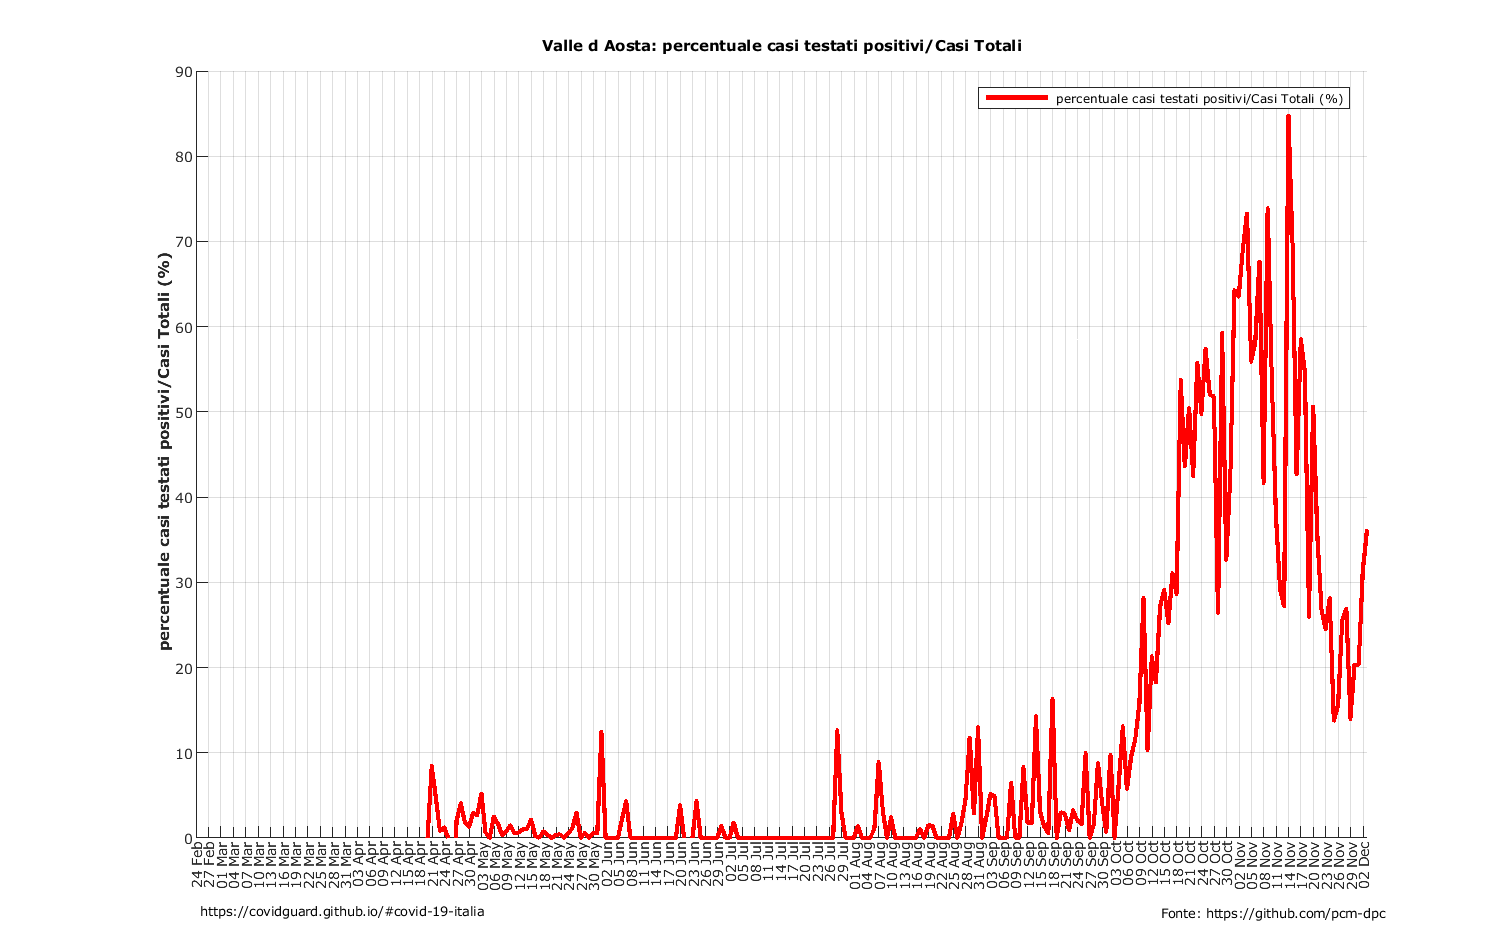 Valle d Aosta: percentuale casi testati positivi/Casi Totali
percentuale casi testati positivi/Casi Totali (%)
percentuale casi testati positivi/Casi Totali (%)
90
80
70
60
50
40
30
20
10
0
24 Feb
27 Feb
01 Mar
04 Mar
07 Mar
10 Mar
13 Mar
16 Mar
19 Mar
22 Mar
25 Mar
28 Mar
31 Mar
03 Apr
06 Apr
09 Apr
12 Apr
15 Apr
18 Apr
21 Apr
24 Apr
27 Apr
30 Apr
03 May
06 May
09 May
12 May
15 May
18 May
21 May
24 May
27 May
30 May
02 Jun
05 Jun
08 Jun
11 Jun
14 Jun
17 Jun
20 Jun
23 Jun
26 Jun
29 Jun
02 Jul
05 Jul
08 Jul
11 Jul
14 Jul
17 Jul
20 Jul
23 Jul
26 Jul
29 Jul
01 Aug
04 Aug
07 Aug
10 Aug
13 Aug
16 Aug
19 Aug
22 Aug
25 Aug
28 Aug
31 Aug
03 Sep
06 Sep
09 Sep
12 Sep
15 Sep
18 Sep
21 Sep
24 Sep
27 Sep
30 Sep
03 Oct
06 Oct
09 Oct
12 Oct
15 Oct
18 Oct
21 Oct
24 Oct
27 Oct
30 Oct
02 Nov
05 Nov
08 Nov
11 Nov
14 Nov
17 Nov
20 Nov
23 Nov
26 Nov
29 Nov
02 Dec
https://covidguard.github.io/#covid-19-italia
Fonte: https://github.com/pcm-dpc